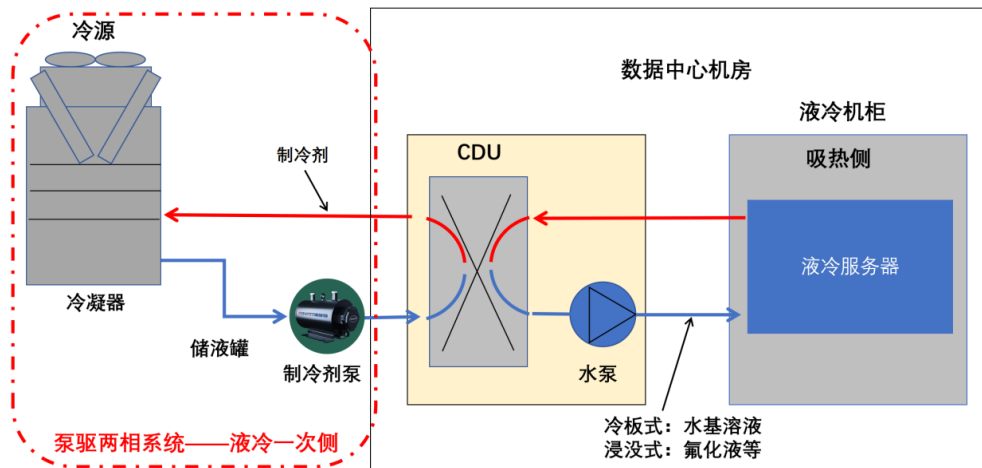 冷源
数据中心机房
液冷机柜
制冷剂
CDU
吸热侧
液冷服务器
冷凝器
储液罐
制冷剂泵
水泵
冷板式：水基溶液
浸没式：氟化液等
泵驱两相系统——液冷一次侧